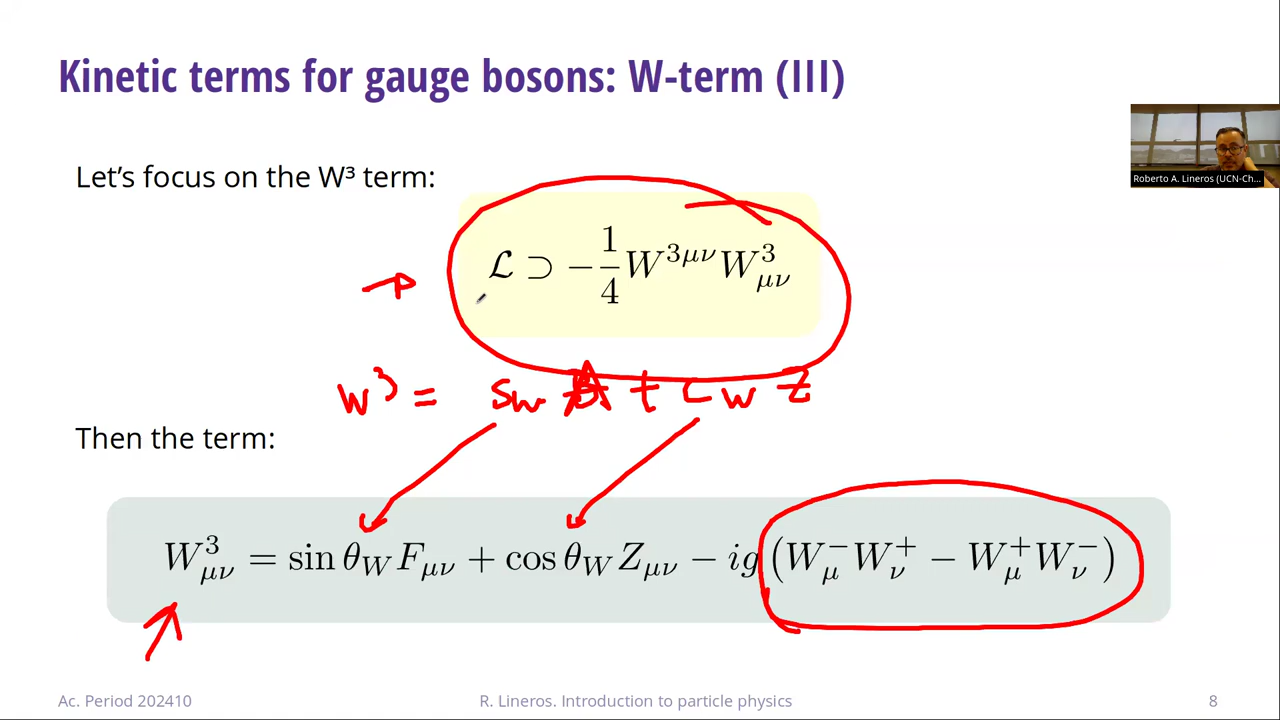 Kinetic terms for gauge bosons: W-term (III)
Let's focus on the W³ term:
Roberto A. Lineros (UCN-Ch...
ℒ ⊃ −1/4 W^{3μν} W^3_{μν}
W³ = sw A + cw Z
Then the term:
W^3_{μν} = sin θ_W F_{μν} + cos θ_W Z_{μν} − ig (W^-_μ W^+_ν − W^+_μ W^-_ν)
Ac. Period 202410
R. Lineros. Introduction to particle physics
8